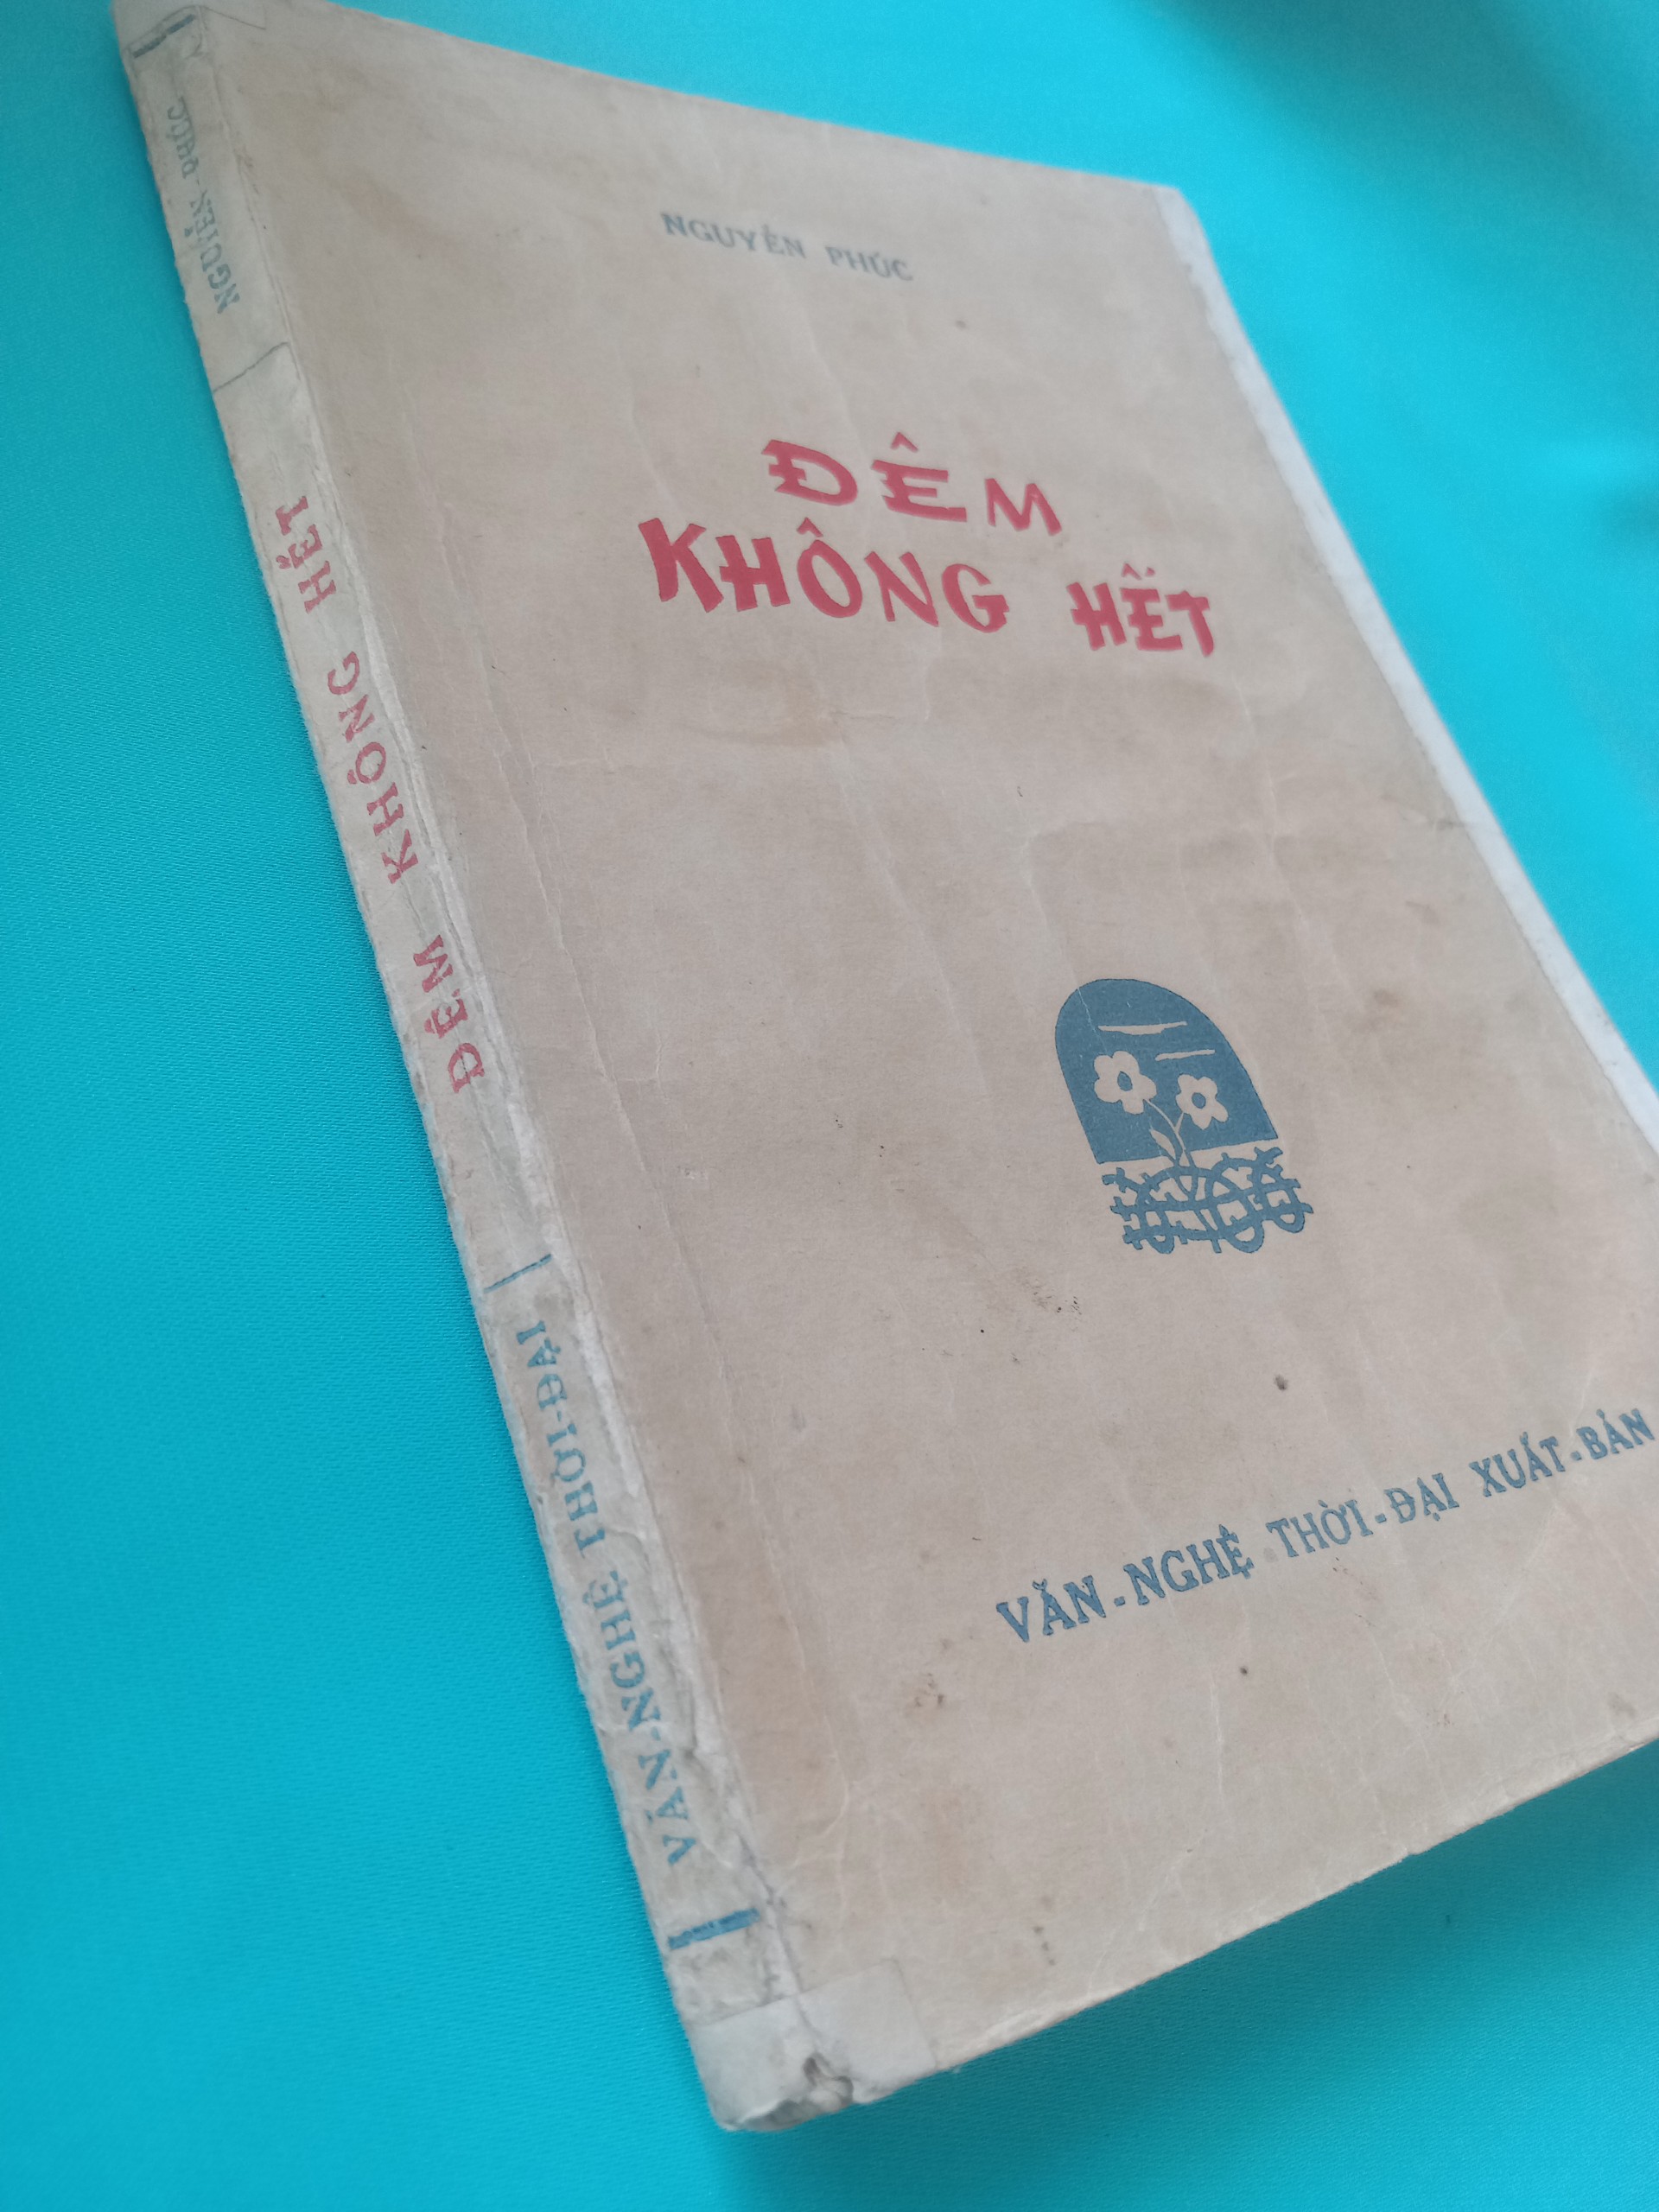 NGUYỄN PHÚC
ĐÊM
KHÔNG HẾT
VĂN-NGHỆ THỜI-ĐẠI XUẤT-BẢN
VĂN-NGHỆ THỜI-ĐẠI
ĐÊM KHÔNG HẾT
NGUYỄN-PHÚC